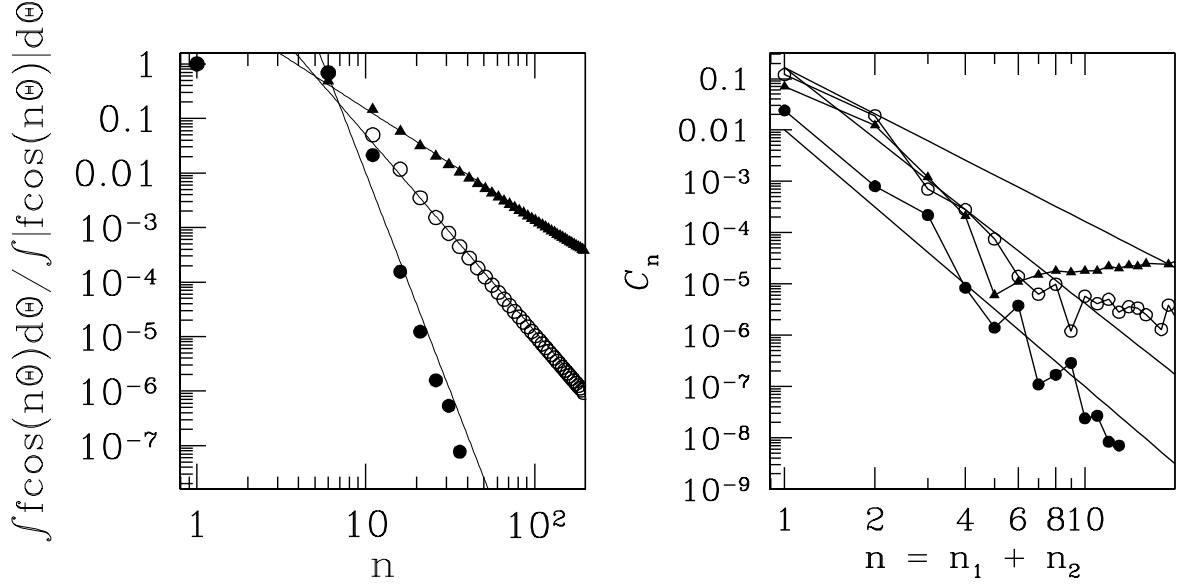 ∫fcos(nΘ)dΘ/∫|fcos(nΘ)|dΘ
1
0.1
0.01
10⁻³
10⁻⁴
10⁻⁵
10⁻⁶
10⁻⁷
1 10 10²
n
Cₙ
0.1
0.01
10⁻³
10⁻⁴
10⁻⁵
10⁻⁶
10⁻⁷
10⁻⁸
10⁻⁹
1 2 4 6 8 10
n = n₁ + n₂